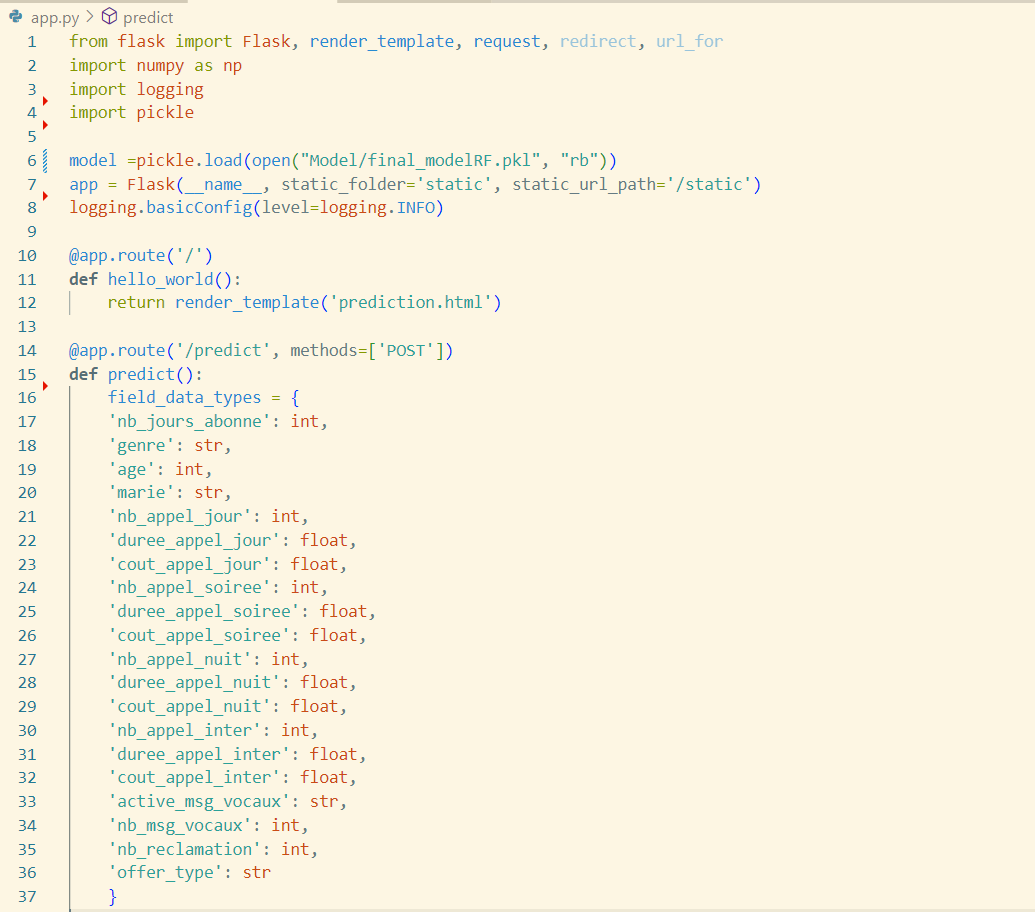 app.py > predict
1 from flask import Flask, render_template, request, redirect, url_for
2 import numpy as np
3 import logging
4 import pickle
5
6 model =pickle.load(open("Model/final_modelRF.pkl", "rb"))
7 app = Flask(__name__, static_folder='static', static_url_path='/static')
8 logging.basicConfig(level=logging.INFO)
9
10 @app.route('/')
11 def hello_world():
12     return render_template('prediction.html')
13
14 @app.route('/predict', methods=['POST'])
15 def predict():
16     field_data_types = {
17     'nb_jours_abonne': int,
18     'genre': str,
19     'age': int,
20     'marie': str,
21     'nb_appel_jour': int,
22     'duree_appel_jour': float,
23     'cout_appel_jour': float,
24     'nb_appel_soiree': int,
25     'duree_appel_soiree': float,
26     'cout_appel_soiree': float,
27     'nb_appel_nuit': int,
28     'duree_appel_nuit': float,
29     'cout_appel_nuit': float,
30     'nb_appel_inter': int,
31     'duree_appel_inter': float,
32     'cout_appel_inter': float,
33     'active_msg_vocaux': str,
34     'nb_msg_vocaux': int,
35     'nb_reclamation': int,
36     'offer_type': str
37     }